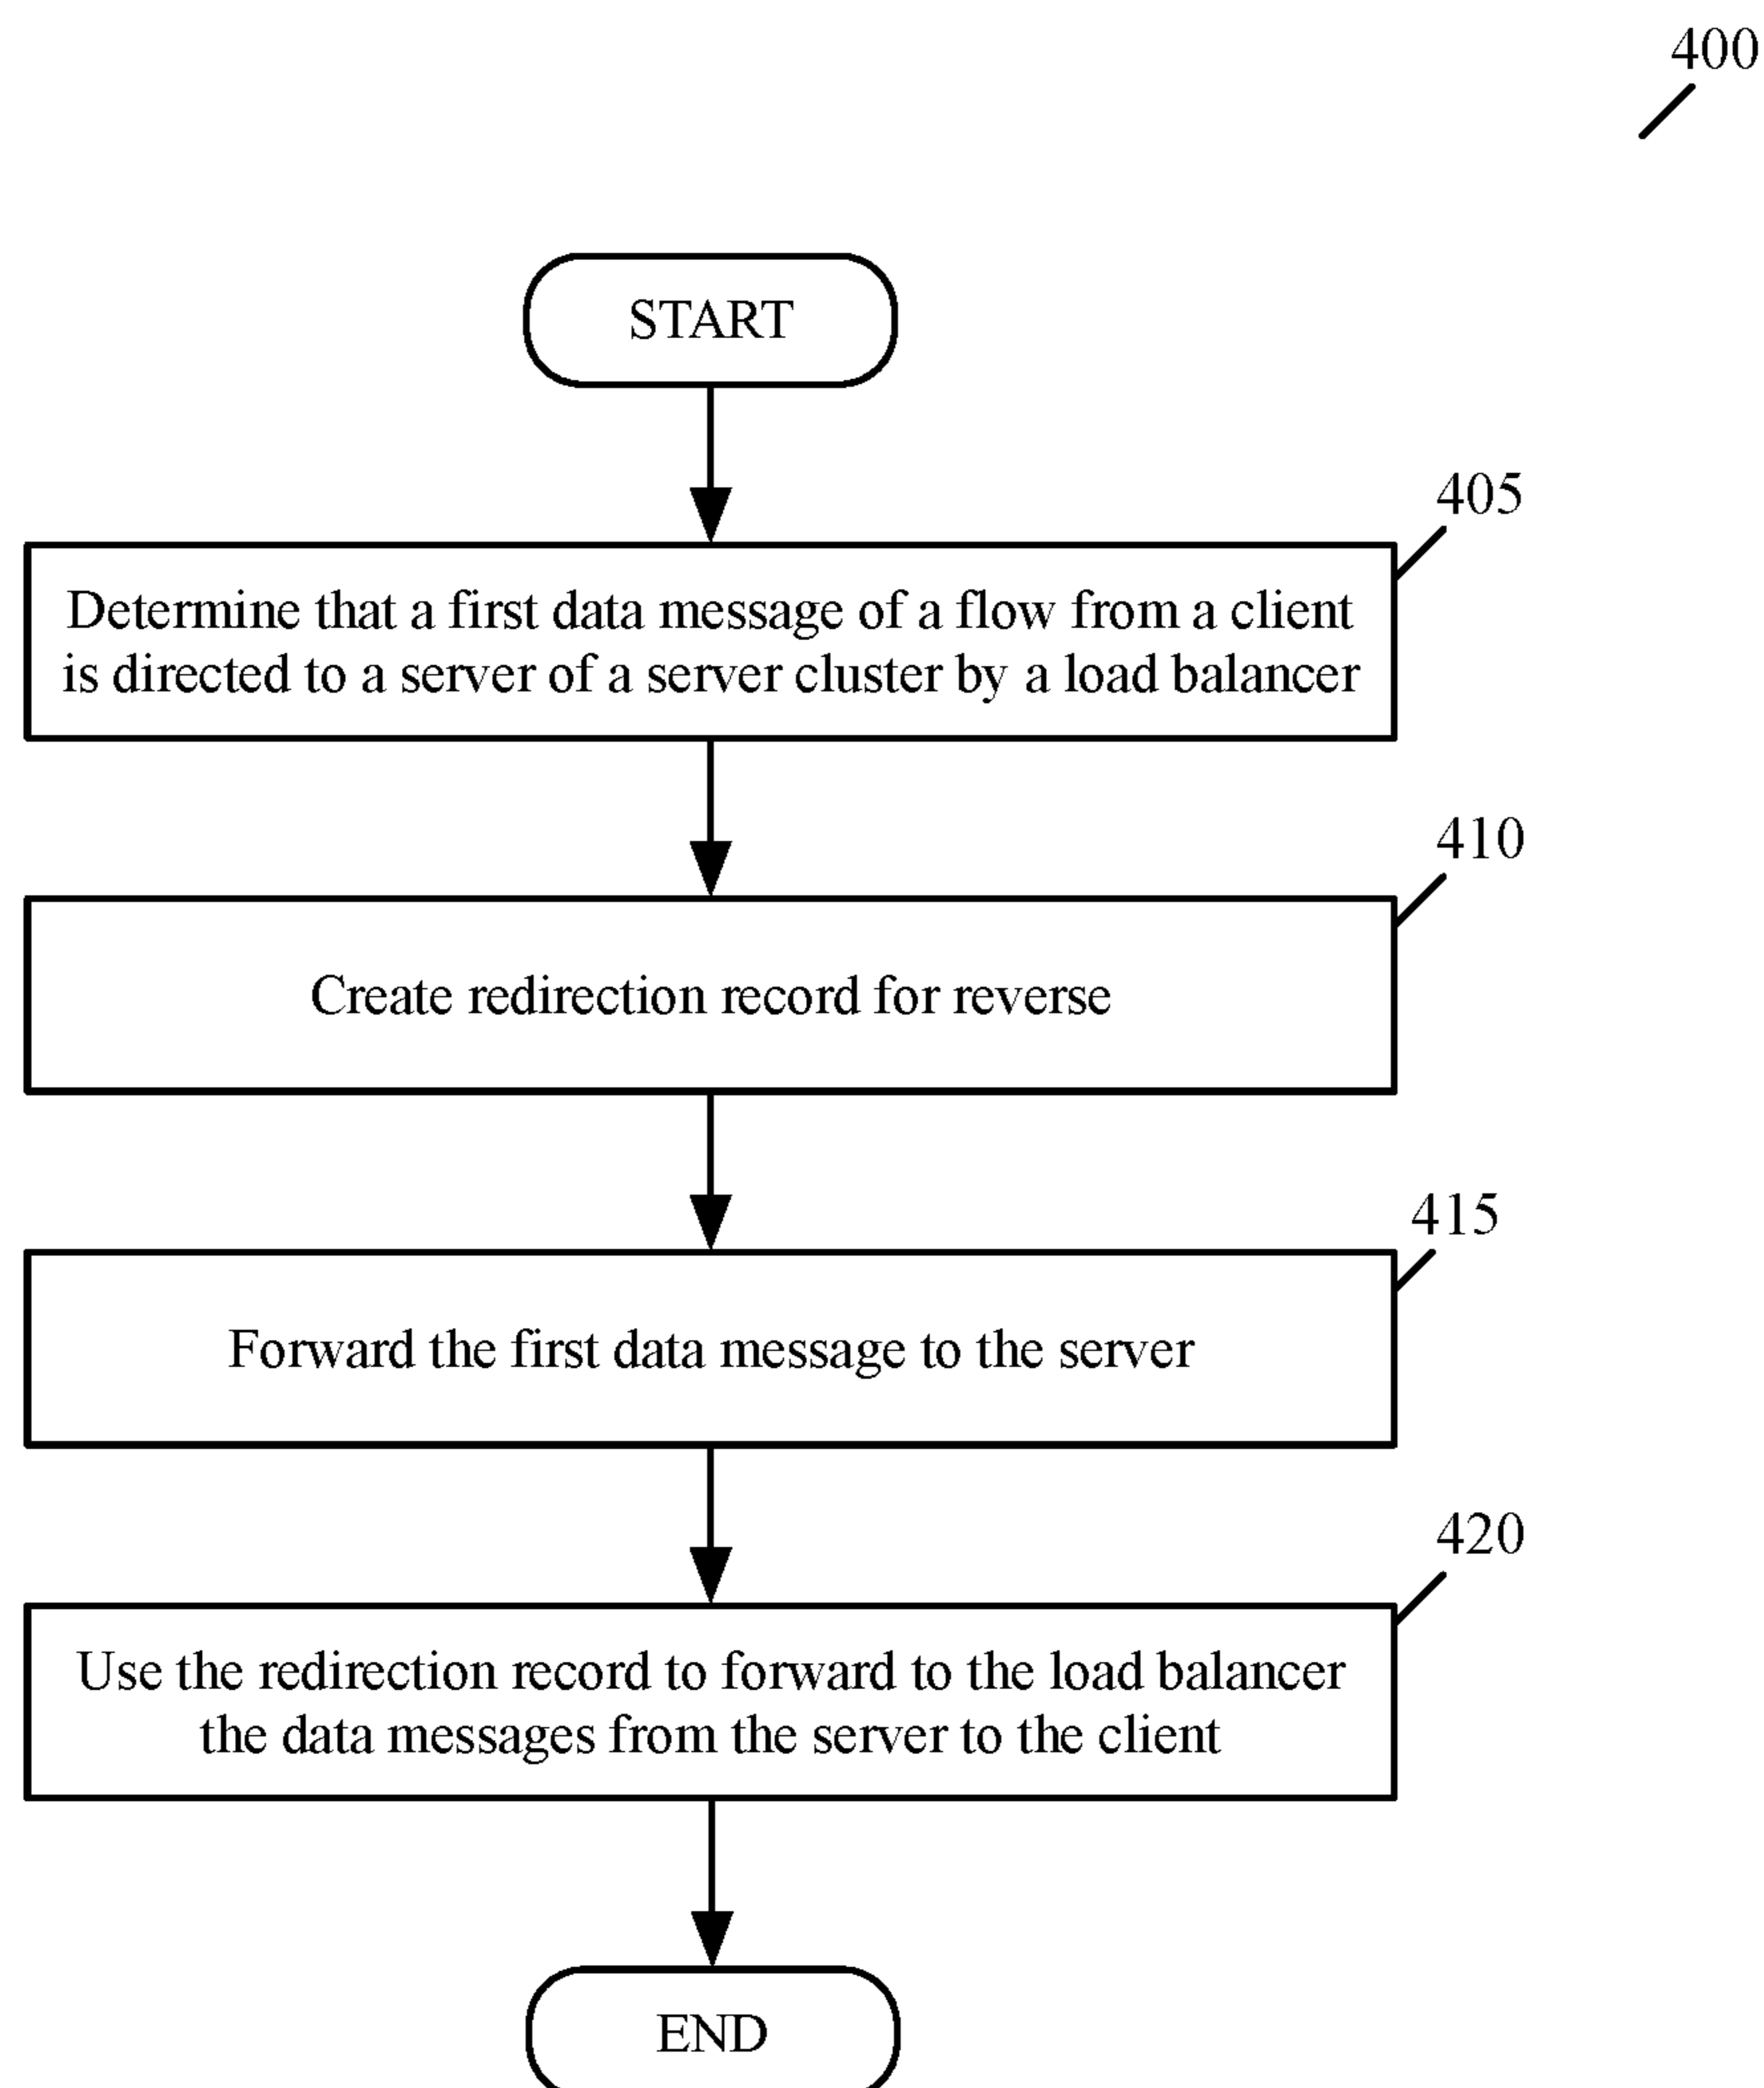 400
START
405
Determine that a first data message of a flow from a client
is directed to a server of a server cluster by a load balancer
410
Create redirection record for reverse
415
Forward the first data message to the server
420
Use the redirection record to forward to the load balancer
the data messages from the server to the client
END